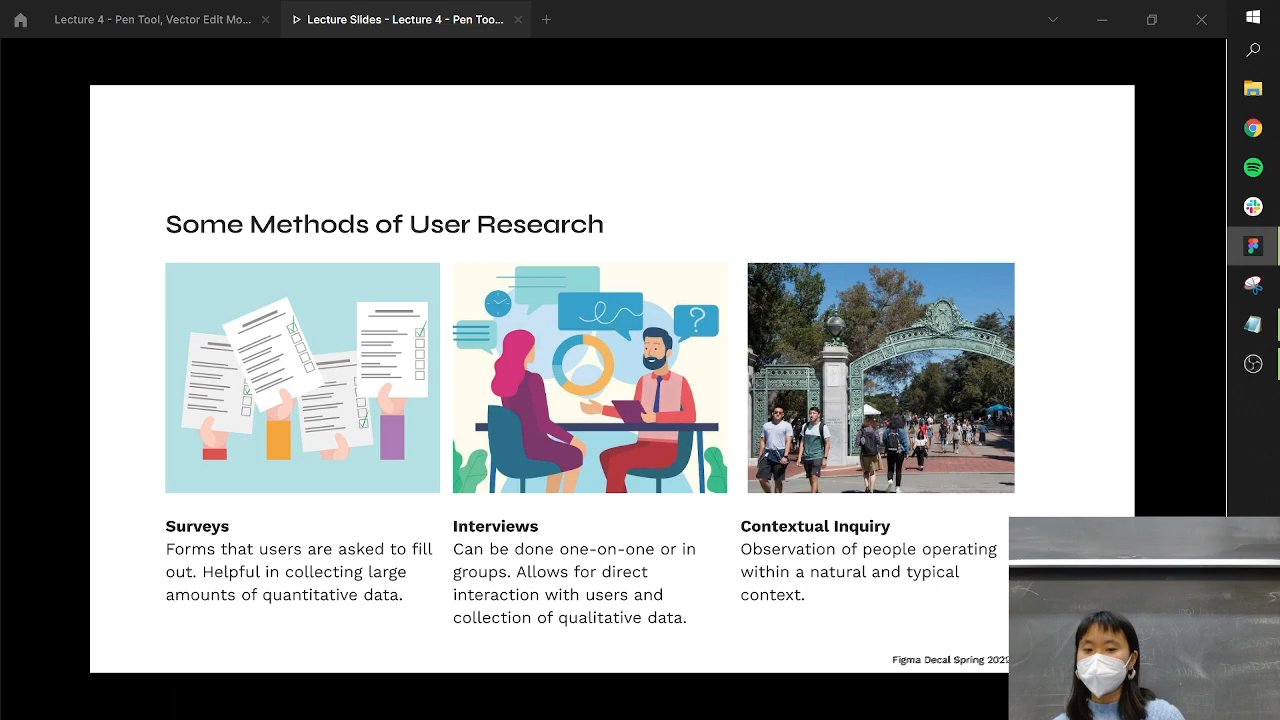 Lecture 4 - Pen Tool, Vector Edit Mo...
Lecture Slides - Lecture 4 - Pen Too...
Some Methods of User Research
?
Surveys
Forms that users are asked to fill
out. Helpful in collecting large
amounts of quantitative data.
Interviews
Can be done one-on-one or in
groups. Allows for direct
interaction with users and
collection of qualitative data.
Contextual Inquiry
Observation of people operating
within a natural and typical
context.
Figma Decal Spring 2022